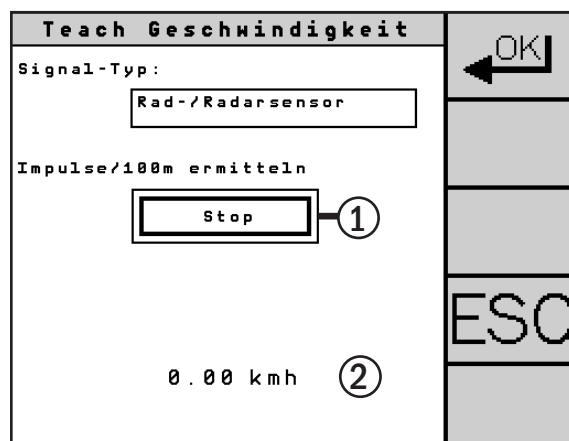 Teach Geschwindigkeit
OK
Signal-Typ:
Rad-/Radarsensor
Impulse/100m ermitteln
Stop
1
ESC
0.00 kmh
2